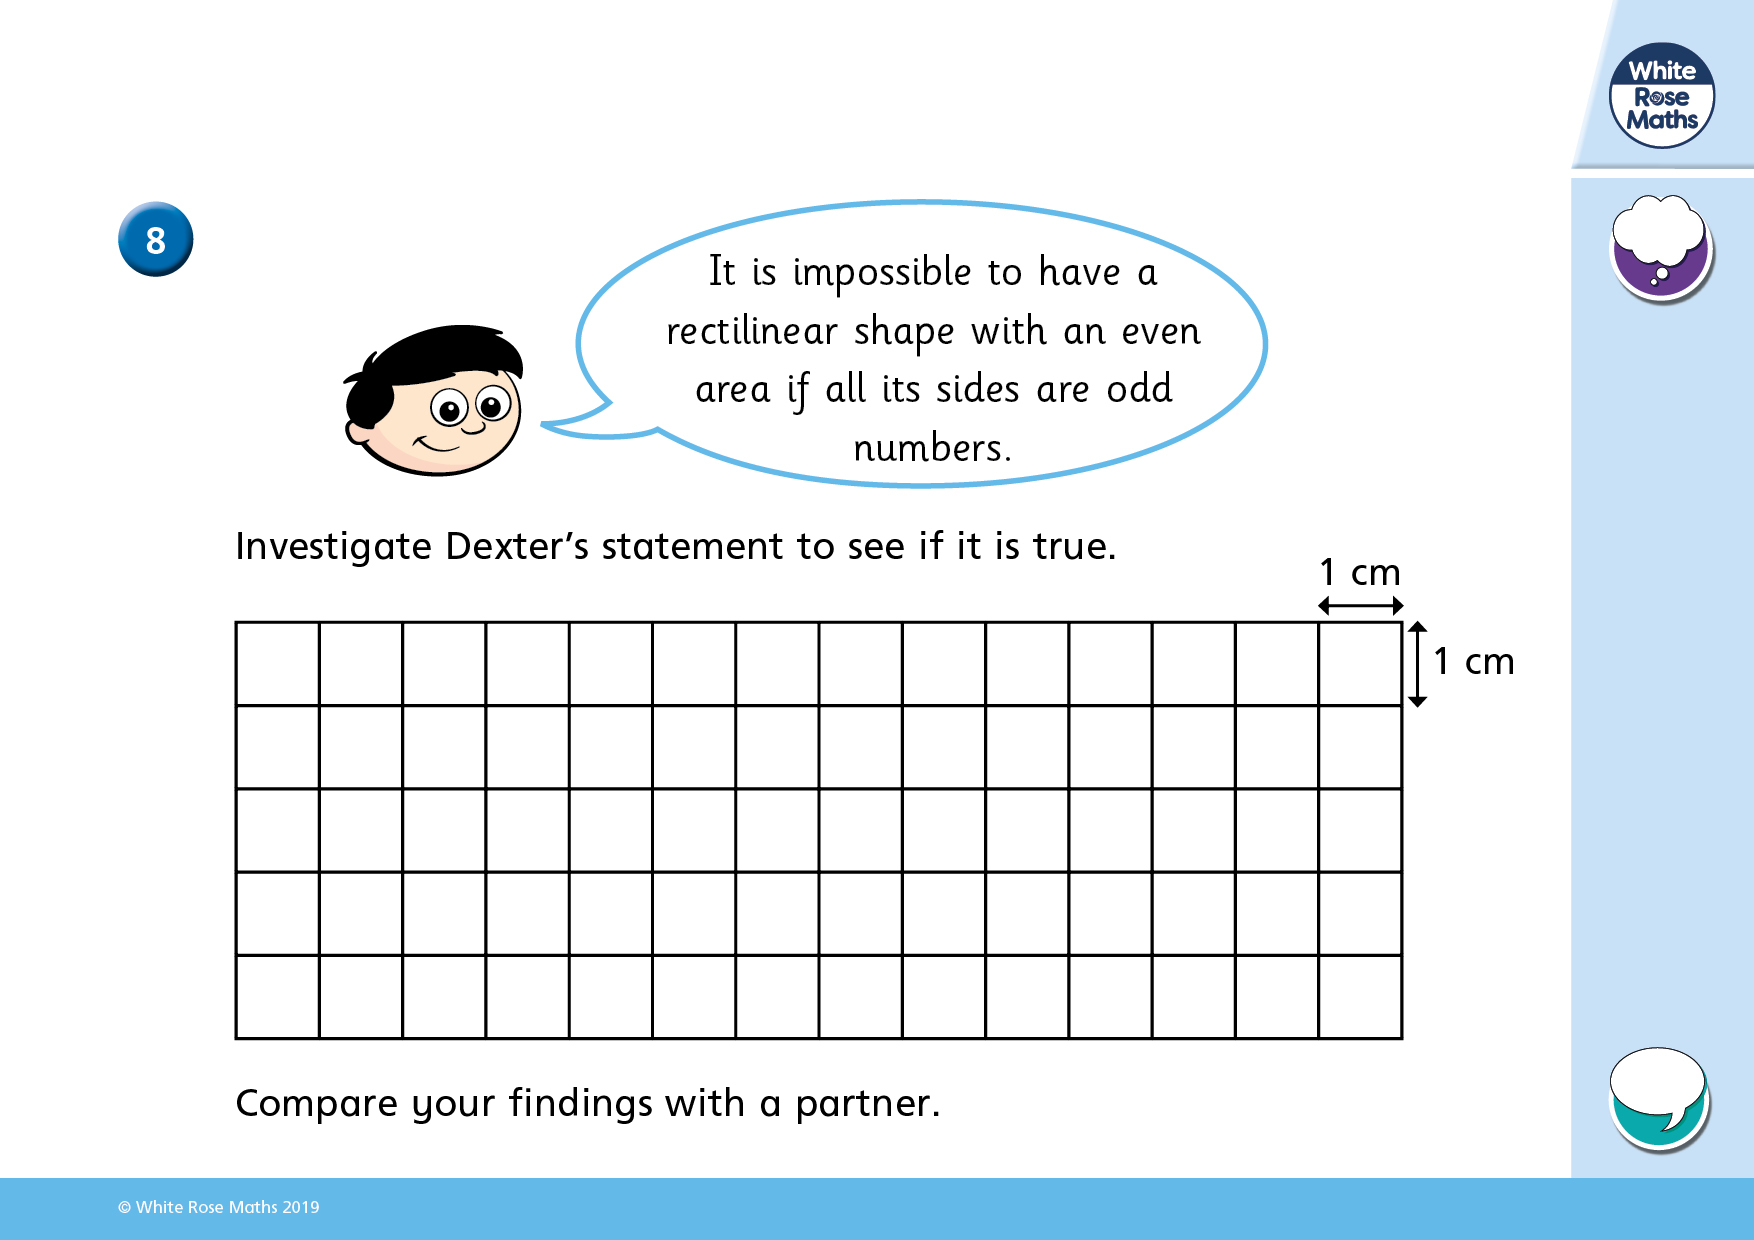 White
Rose
Maths
8
It is impossible to have a
rectilinear shape with an even
area if all its sides are odd
numbers.
Investigate Dexter’s statement to see if it is true.
1 cm
1 cm
Compare your findings with a partner.
© White Rose Maths 2019